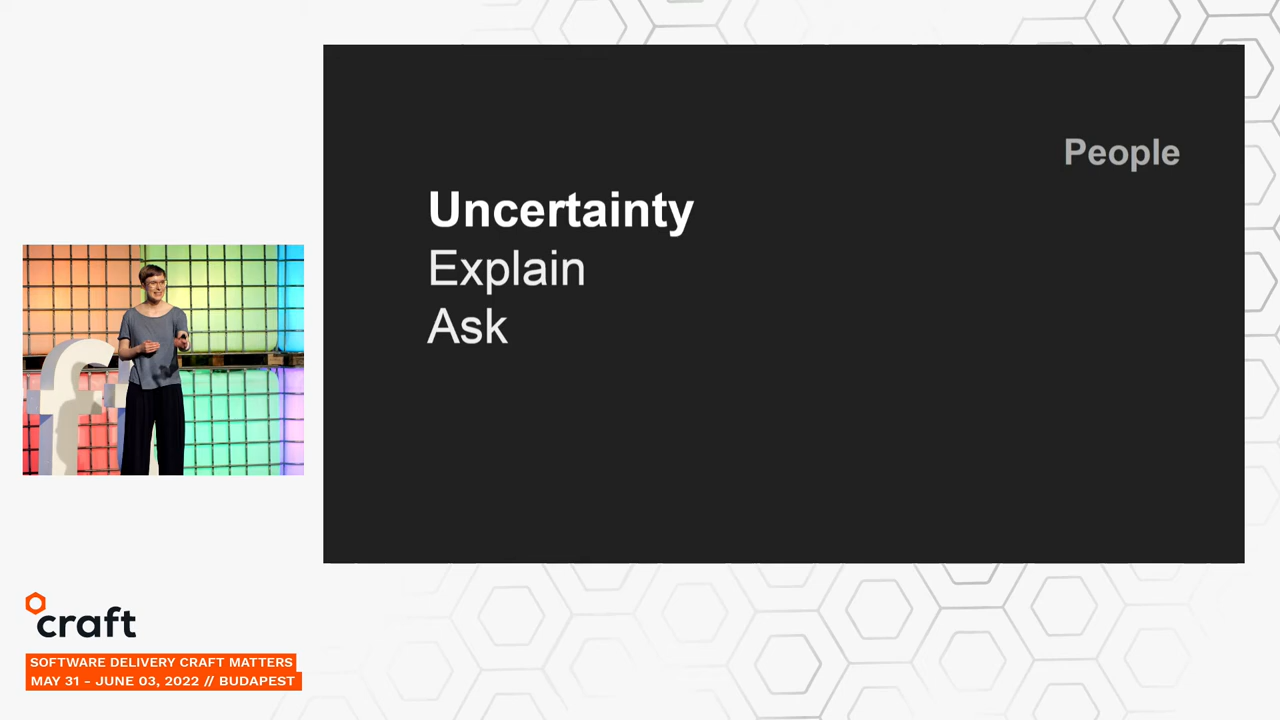 People
Uncertainty
Explain
Ask
f
craft
SOFTWARE DELIVERY CRAFT MATTERS
MAY 31 - JUNE 03, 2022 // BUDAPEST